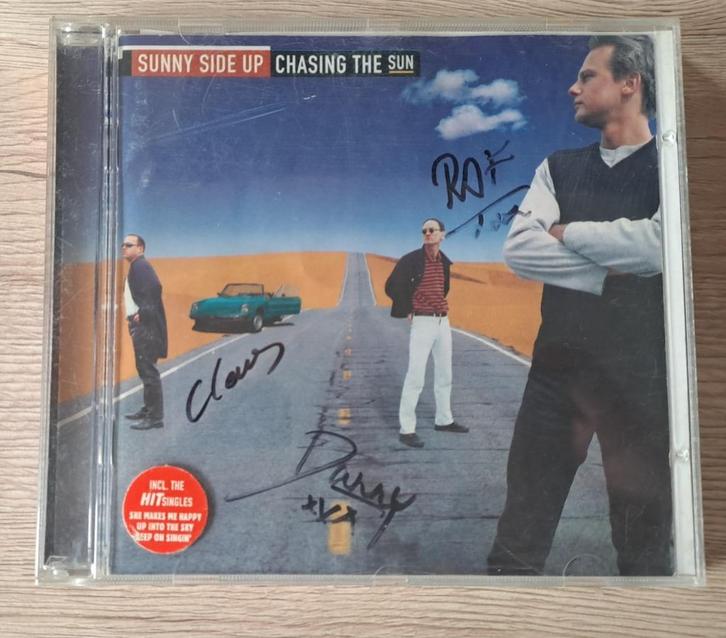 SUNNY SIDE UP CHASING THE SUN
Claus
Danny
INCL. THE
HIT SINGLES
SHE MAKES ME HAPPY
UP INTO THE SKY
KEEP ON SINGIN'